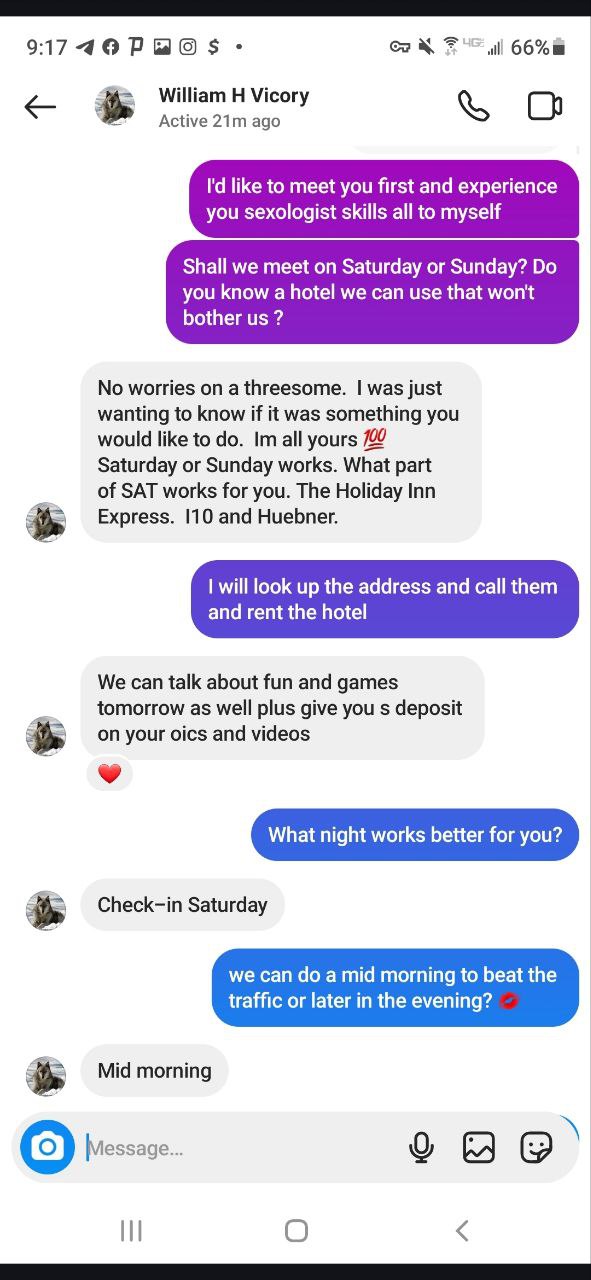 9:17
$
4GE
66%
William H Vicory
Active 21m ago
I'd like to meet you first and experience
you sexologist skills all to myself
Shall we meet on Saturday or Sunday? Do
you know a hotel we can use that won't
bother us ?
No worries on a threesome. I was just
wanting to know if it was something you
would like to do. Im all yours 💯
Saturday or Sunday works. What part
of SAT works for you. The Holiday Inn
Express. I10 and Huebner.
I will look up the address and call them
and rent the hotel
We can talk about fun and games
tomorrow as well plus give you s deposit
on your oics and videos
❤️
What night works better for you?
Check-in Saturday
we can do a mid morning to beat the
traffic or later in the evening? 💋
Mid morning
Message...